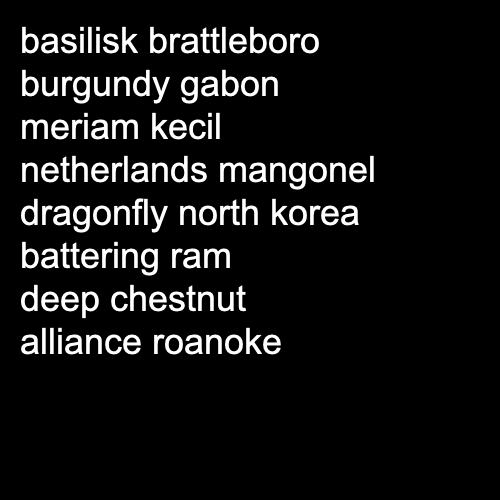 basilisk brattleboro
burgundy gabon
meriam kecil
netherlands mangonel
dragonfly north korea
battering ram
deep chestnut
alliance roanoke